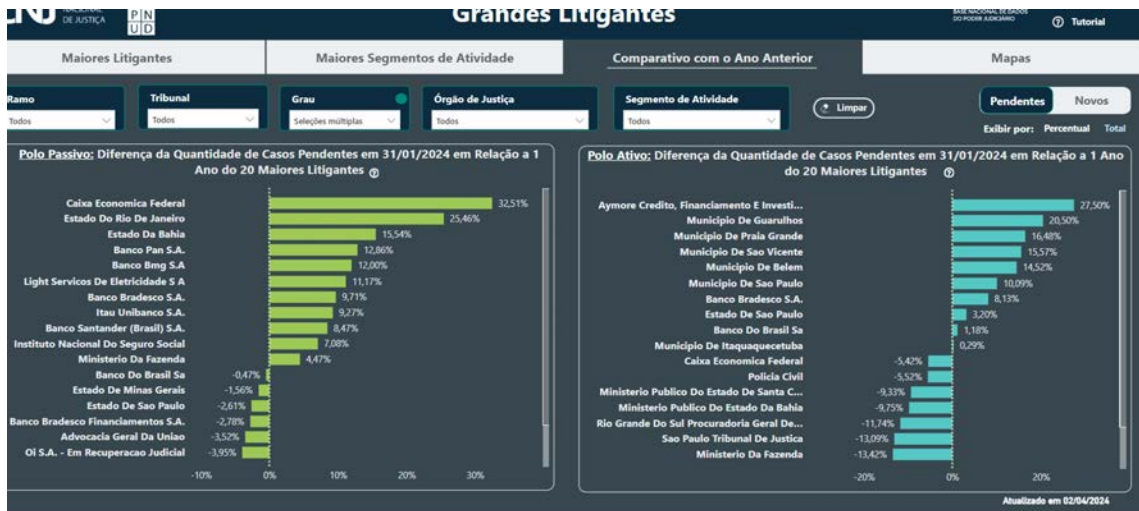 CNJ NACIONAL
DE JUSTIÇA
P N
U D
Grandes Litigantes
BASE NACIONAL DE DADOS
DO PODER JUDICIÁRIO
Tutorial
Maiores Litigantes
Maiores Segmentos de Atividade
Comparativo com o Ano Anterior
Mapas
Ramo
Todos
Tribunal
Todos
Grau
Seleções múltiplas
Órgão de Justiça
Todos
Segmento de Atividade
Todos
Limpar
Pendentes
Novos
Exibir por: Percentual Total
Polo Passivo: Diferença da Quantidade de Casos Pendentes em 31/01/2024 em Relação a 1
Ano do 20 Maiores Litigantes
Caixa Economica Federal 32,51%
Estado Do Rio De Janeiro 25,46%
Estado Da Bahia 15,54%
Banco Pan S.A. 12,86%
Banco Bmg S.A 12,00%
Light Servicos De Eletricidade S A 11,17%
Banco Bradesco S.A. 9,71%
Itau Unibanco S.A. 9,27%
Banco Santander (Brasil) S.A. 8,47%
Instituto Nacional Do Seguro Social 7,08%
Ministerio Da Fazenda 4,47%
Banco Do Brasil Sa -0,47%
Estado De Minas Gerais -1,56%
Estado De Sao Paulo -2,61%
Banco Bradesco Financiamentos S.A. -2,78%
Advocacia Geral Da Uniao -3,52%
Oi S.A. - Em Recuperacao Judicial -3,95%
-10% 0% 10% 20% 30%
Polo Ativo: Diferença da Quantidade de Casos Pendentes em 31/01/2024 em Relação a 1 Ano
do 20 Maiores Litigantes
Aymore Credito, Financiamento E Investi... 27,50%
Municipio De Guarulhos 20,50%
Municipio De Praia Grande 16,48%
Municipio De Sao Vicente 15,57%
Municipio De Belem 14,52%
Municipio De Sao Paulo 10,09%
Banco Bradesco S.A. 8,13%
Estado De Sao Paulo 3,20%
Banco Do Brasil Sa 1,18%
Municipio De Itaquaquecetuba 0,29%
Caixa Economica Federal -5,42%
Policia Civil -5,52%
Ministerio Publico Do Estado De Santa C... -9,33%
Ministerio Publico Do Estado Da Bahia -9,75%
Rio Grande Do Sul Procuradoria Geral De... -11,74%
Sao Paulo Tribunal De Justica -13,09%
Ministerio Da Fazenda -13,42%
-20% 0% 20%
Atualizado em 02/04/2024